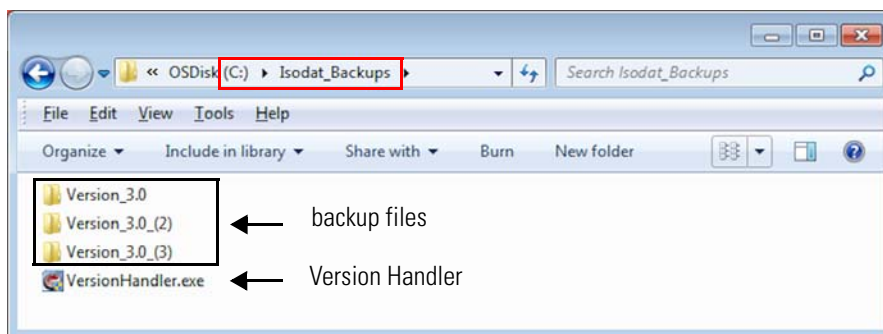 « OSDisk (C:) ▸ Isodat_Backups ▸
Search Isodat_Backups
File Edit View Tools Help
Organize Include in library Share with Burn New folder
Version_3.0
Version_3.0_(2)
Version_3.0_(3)
backup files
VersionHandler.exe
Version Handler